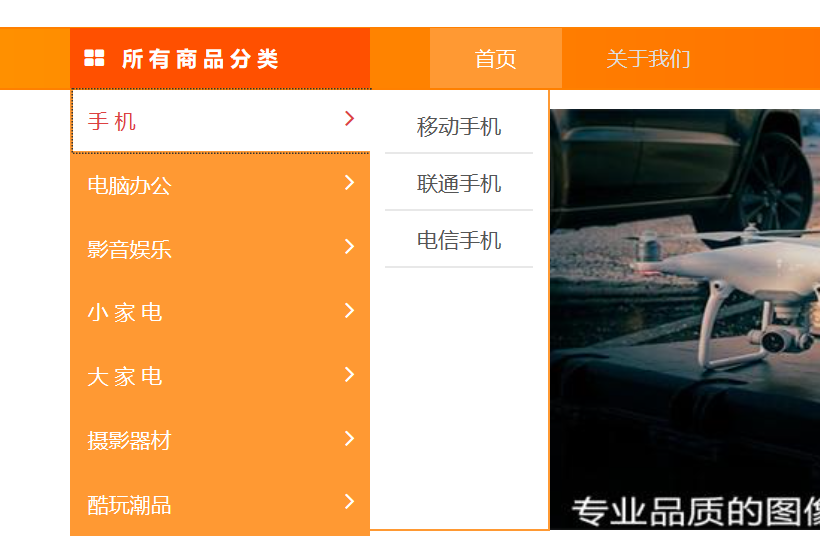 所有商品分类 首页 关于我们
手 机
电脑办公
影音娱乐
小 家 电
大 家 电
摄影器材
酷玩潮品
移动手机
联通手机
电信手机
专业品质的图像